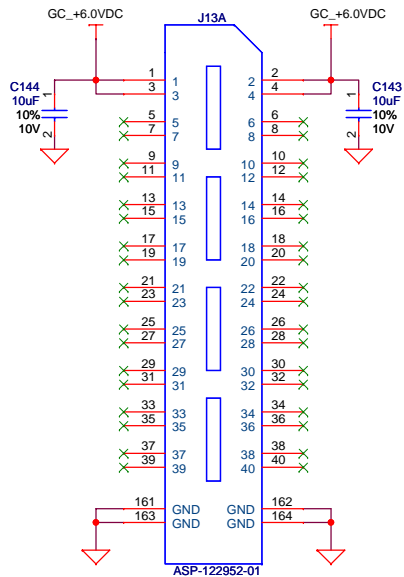 GC_+6.0VDC
J13A
GC_+6.0VDC
C144
10uF
10%
10V
1
2
C143
10uF
10%
10V
1
2
1 1 2 2
3 3 4 4
5 5 6 6
7 7 8 8
9 9 10 10
11 11 12 12
13 13 14 14
15 15 16 16
17 17 18 18
19 19 20 20
21 21 22 22
23 23 24 24
25 25 26 26
27 27 28 28
29 29 30 30
31 31 32 32
33 33 34 34
35 35 36 36
37 37 38 38
39 39 40 40
161 GND GND 162
163 GND GND 164
ASP-122952-01